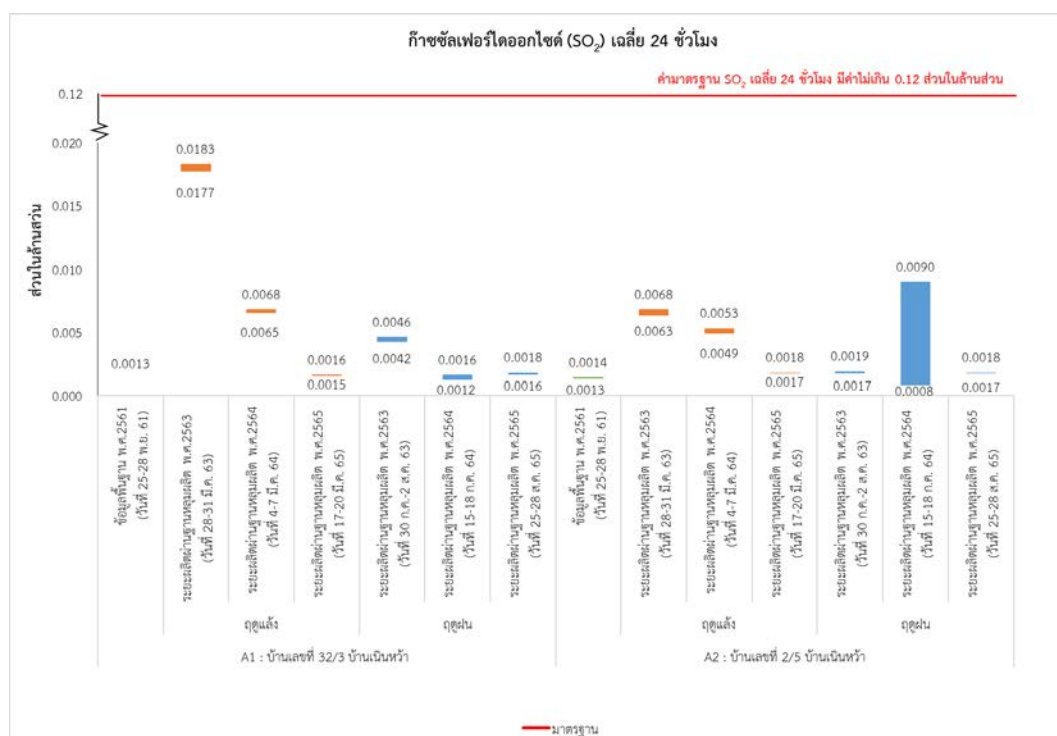 ก๊าซซัลเฟอร์ไดออกไซด์ (SO₂) เฉลี่ย 24 ชั่วโมง
ค่ามาตรฐาน SO₂ เฉลี่ย 24 ชั่วโมง มีค่าไม่เกิน 0.12 ส่วนในล้านส่วน
ส่วนในล้านสว่น
0.12
0.020
0.015
0.010
0.005
0.000
0.0013
0.0183
0.0177
0.0068
0.0065
0.0016
0.0015
0.0046
0.0042
0.0016
0.0012
0.0018
0.0016
0.0014
0.0013
0.0068
0.0063
0.0053
0.0049
0.0018
0.0017
0.0019
0.0017
0.0090
0.0008
0.0018
0.0017
ข้อมูลพื้นฐาน พ.ศ.2561
(วันที่ 25-28 พ.ย. 61)
ระยะผลิตผ่านฐานหลุมผลิต พ.ศ.2563
(วันที่ 28-31 มี.ค. 63)
ระยะผลิตผ่านฐานหลุมผลิต พ.ศ.2564
(วันที่ 4-7 มี.ค. 64)
ระยะผลิตผ่านฐานหลุมผลิต พ.ศ.2565
(วันที่ 17-20 มี.ค. 65)
ระยะผลิตผ่านฐานหลุมผลิต พ.ศ.2563
(วันที่ 30 ก.ค.-2 ส.ค. 63)
ระยะผลิตผ่านฐานหลุมผลิต พ.ศ.2564
(วันที่ 15-18 ก.ค. 64)
ระยะผลิตผ่านฐานหลุมผลิต พ.ศ.2565
(วันที่ 25-28 ส.ค. 65)
ข้อมูลพื้นฐาน พ.ศ.2561
(วันที่ 25-28 พ.ย. 61)
ระยะผลิตผ่านฐานหลุมผลิต พ.ศ.2563
(วันที่ 28-31 มี.ค. 63)
ระยะผลิตผ่านฐานหลุมผลิต พ.ศ.2564
(วันที่ 4-7 มี.ค. 64)
ระยะผลิตผ่านฐานหลุมผลิต พ.ศ.2565
(วันที่ 17-20 มี.ค. 65)
ระยะผลิตผ่านฐานหลุมผลิต พ.ศ.2563
(วันที่ 30 ก.ค.-2 ส.ค. 63)
ระยะผลิตผ่านฐานหลุมผลิต พ.ศ.2564
(วันที่ 15-18 ก.ค. 64)
ระยะผลิตผ่านฐานหลุมผลิต พ.ศ.2565
(วันที่ 25-28 ส.ค. 65)
ฤดูแล้ง
ฤดูฝน
ฤดูแล้ง
ฤดูฝน
A1 : บ้านเลขที่ 32/3 บ้านเนินหว้า
A2 : บ้านเลขที่ 2/5 บ้านเนินหว้า
มาตรฐาน